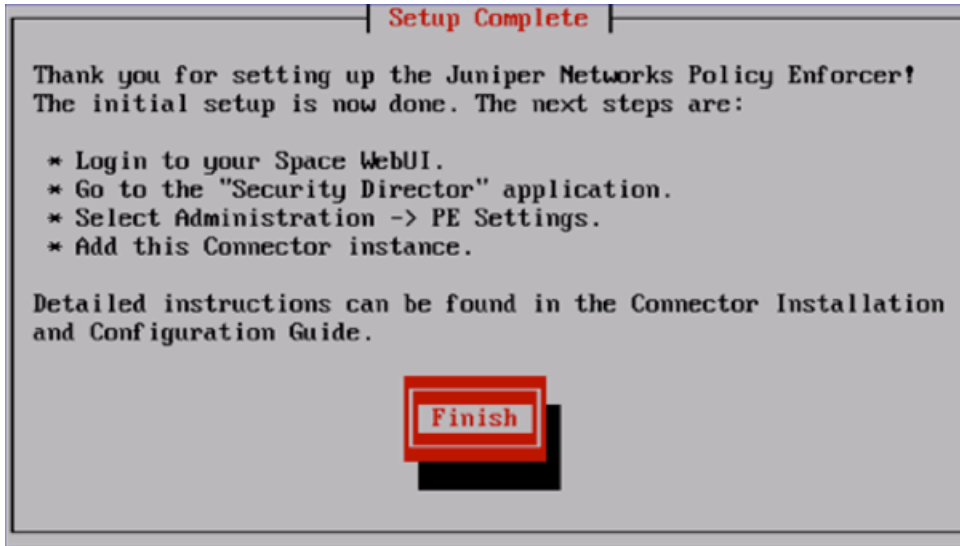 Setup Complete
Thank you for setting up the Juniper Networks Policy Enforcer!
The initial setup is now done. The next steps are:
* Login to your Space WebUI.
* Go to the "Security Director" application.
* Select Administration -> PE Settings.
* Add this Connector instance.
Detailed instructions can be found in the Connector Installation
and Configuration Guide.
Finish